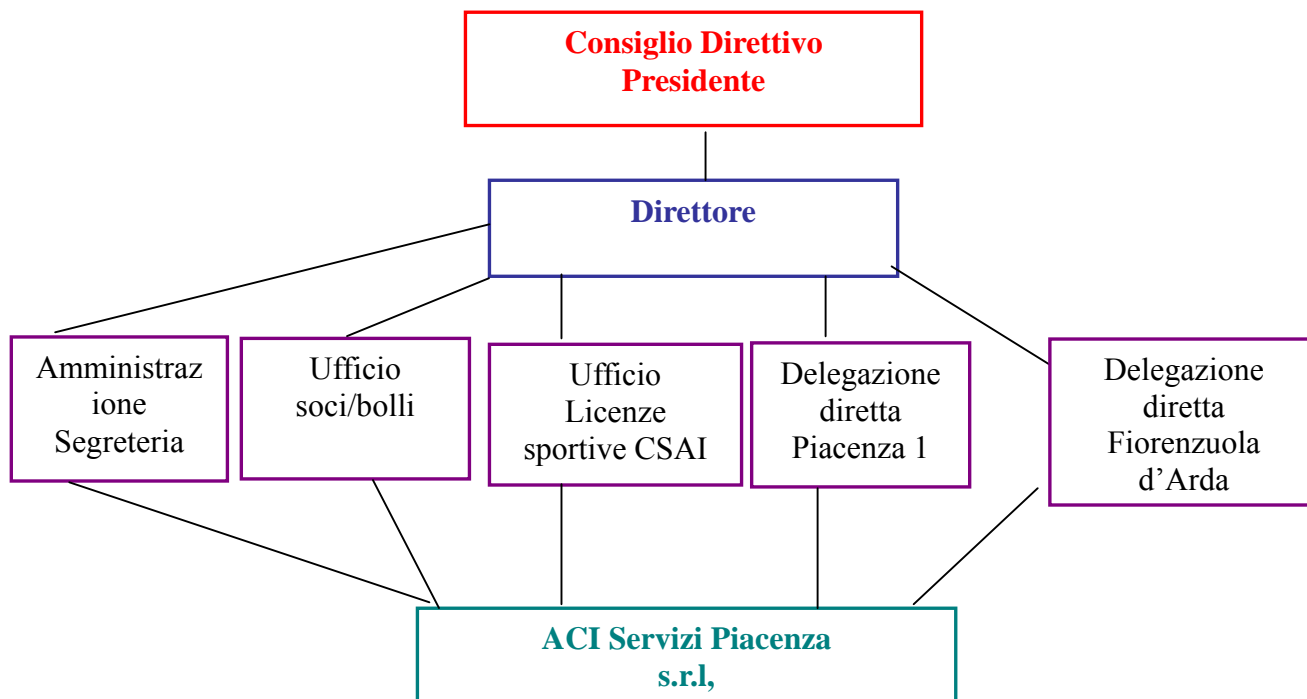 Consiglio Direttivo
Presidente
Direttore
Amministraz
ione
Segreteria
Ufficio
soci/bolli
Ufficio
Licenze
sportive CSAI
Delegazione
diretta
Piacenza 1
Delegazione
diretta
Fiorenzuola
d’Arda
ACI Servizi Piacenza
s.r.l,